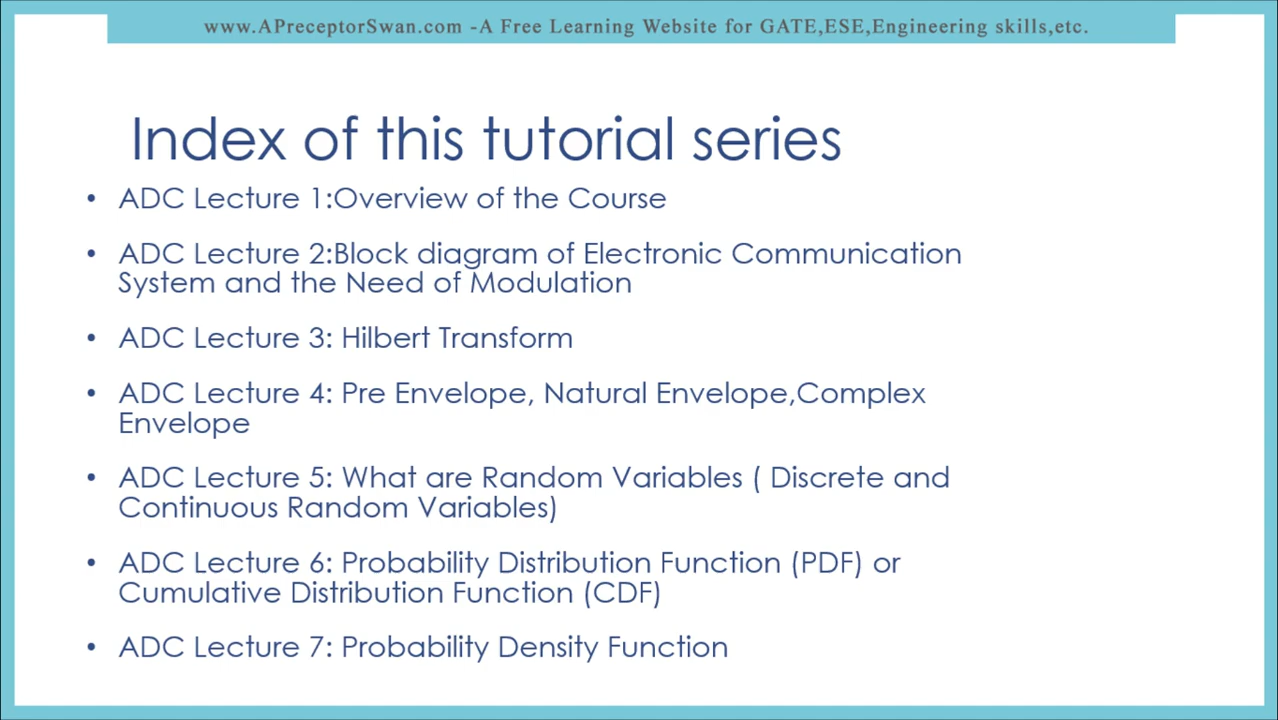 www.APreceptorSwan.com -A Free Learning Website for GATE,ESE,Engineering skills,etc.
Index of this tutorial series
• ADC Lecture 1:Overview of the Course
• ADC Lecture 2:Block diagram of Electronic Communication
System and the Need of Modulation
• ADC Lecture 3: Hilbert Transform
• ADC Lecture 4: Pre Envelope, Natural Envelope,Complex
Envelope
• ADC Lecture 5: What are Random Variables ( Discrete and
Continuous Random Variables)
• ADC Lecture 6: Probability Distribution Function (PDF) or
Cumulative Distribution Function (CDF)
• ADC Lecture 7: Probability Density Function